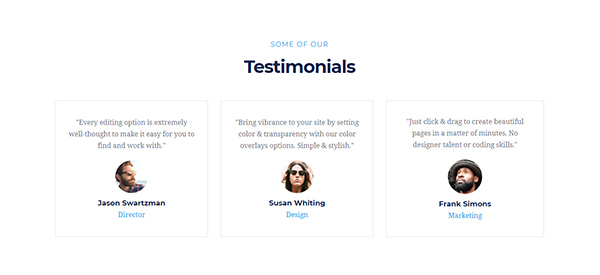 SOME OF OUR
Testimonials
"Every editing option is extremely
well-thought to make it easy for you to
find and work with."
Jason Swartzman
Director
"Bring vibrance to your site by setting
color & transparency with our color
overlays options. Simple & stylish."
Susan Whiting
Design
"Just click & drag to create beautiful
pages in a matter of minutes. No
designer talent or coding skills."
Frank Simons
Marketing